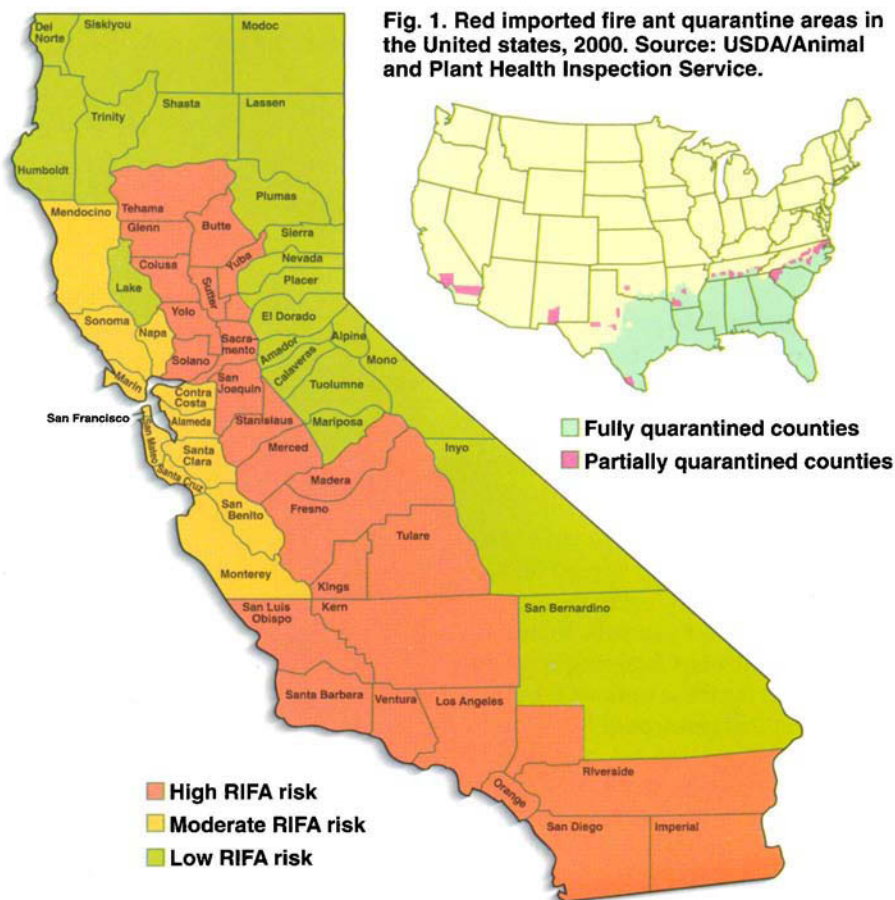 Fig. 1. Red imported fire ant quarantine areas in
the United states, 2000. Source: USDA/Animal
and Plant Health Inspection Service.
Del
Norte
Siskiyou
Modoc
Trinity
Shasta
Lassen
Humboldt
Mendocino
Tehama
Plumas
Glenn
Butte
Sierra
Colusa
Yuba
Nevada
Lake
Sutter
Placer
Yolo
El Dorado
Sonoma
Napa
Sacra-
mento
Alpine
Amador
Solano
Calaveras
Mono
Marin
San
Joaquin
Contra
Costa
Tuolumne
San Francisco
Alameda
Stanislaus
Mariposa
San Mateo
Santa
Clara
Merced
Inyo
Santa Cruz
Madera
San
Benito
Fresno
Tulare
Monterey
Kings
San Luis
Obispo
Kern
San Bernardino
Santa Barbara
Ventura
Los Angeles
Riverside
Orange
San Diego
Imperial
Fully quarantined counties
Partially quarantined counties
High RIFA risk
Moderate RIFA risk
Low RIFA risk